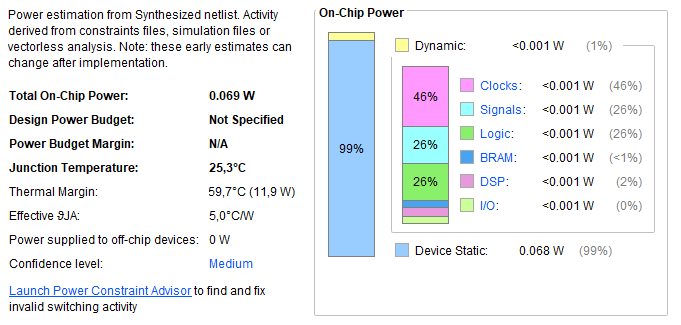 Power estimation from Synthesized netlist. Activity
derived from constraints files, simulation files or
vectorless analysis. Note: these early estimates can
change after implementation.
Total On-Chip Power: 0.069 W
Design Power Budget: Not Specified
Power Budget Margin: N/A
Junction Temperature: 25,3°C
Thermal Margin: 59,7°C (11,9 W)
Effective ϑJA: 5,0°C/W
Power supplied to off-chip devices: 0 W
Confidence level: Medium
Launch Power Constraint Advisor to find and fix
invalid switching activity
On-Chip Power
Dynamic: <0.001 W (1%)
99%
46%
26%
26%
Clocks: <0.001 W (46%)
Signals: <0.001 W (26%)
Logic: <0.001 W (26%)
BRAM: <0.001 W (<1%)
DSP: <0.001 W (2%)
I/O: <0.001 W (0%)
Device Static: 0.068 W (99%)